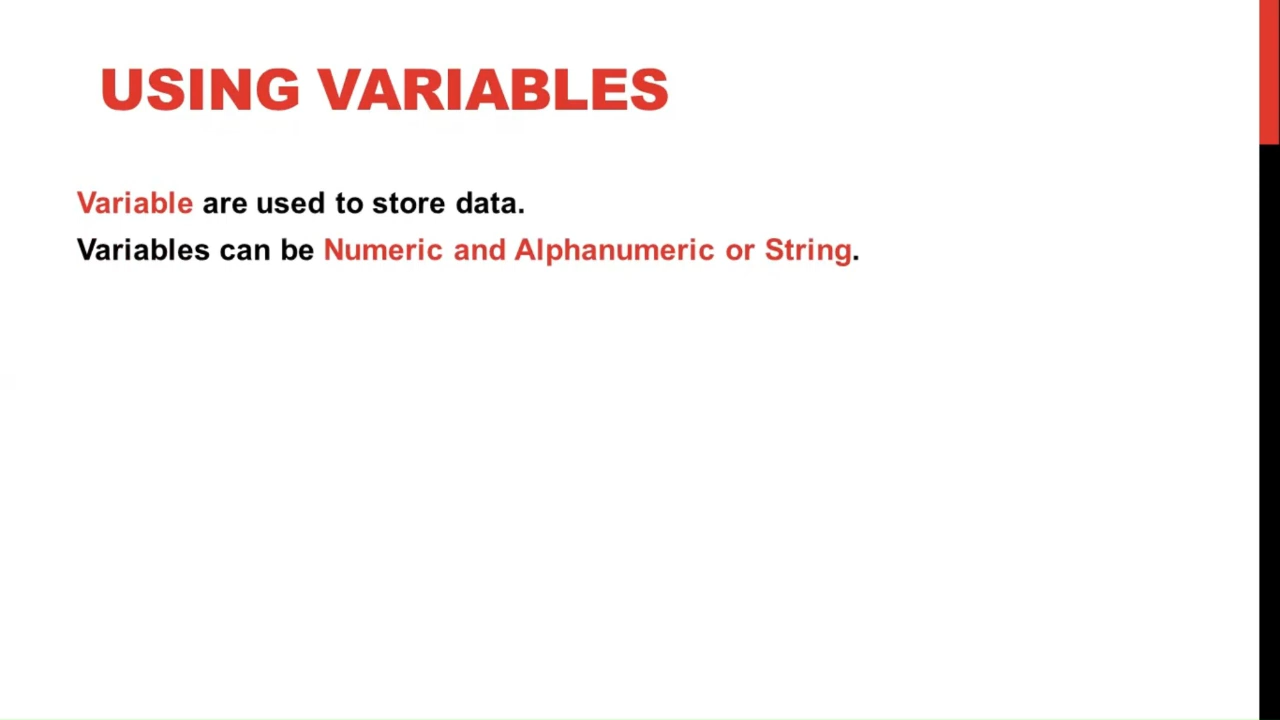 USING VARIABLES
Variable are used to store data.
Variables can be Numeric and Alphanumeric or String.